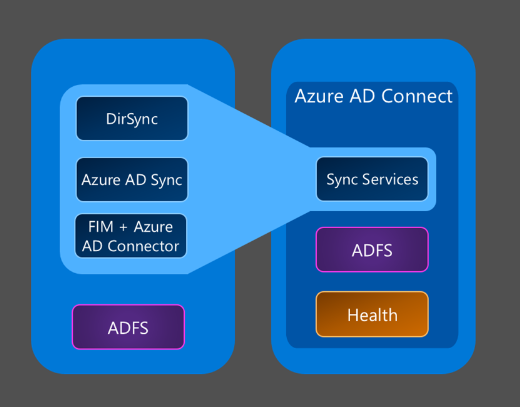 DirSync
Azure AD Sync
FIM + Azure
AD Connector
ADFS
Azure AD Connect
Sync Services
ADFS
Health